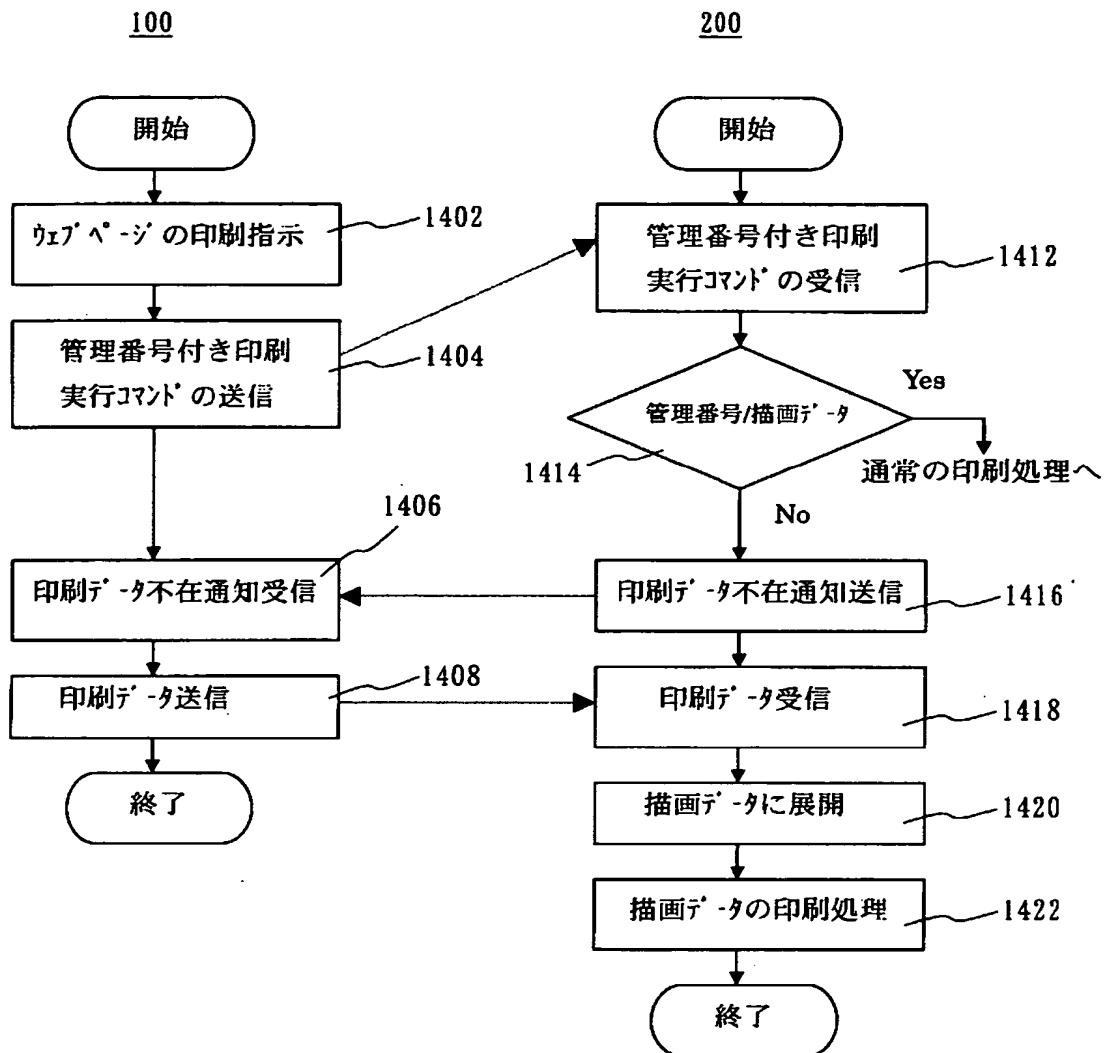 100
200
開始
開始
ウェブページの印刷指示
1402
管理番号付き印刷
実行コマンドの受信
1412
管理番号付き印刷
実行コマンドの送信
1404
管理番号/描画データ
Yes
1414
通常の印刷処理へ
No
1406
印刷データ不在通知受信
印刷データ不在通知送信
1416
印刷データ送信
1408
印刷データ受信
1418
終了
描画データに展開
1420
描画データの印刷処理
1422
終了